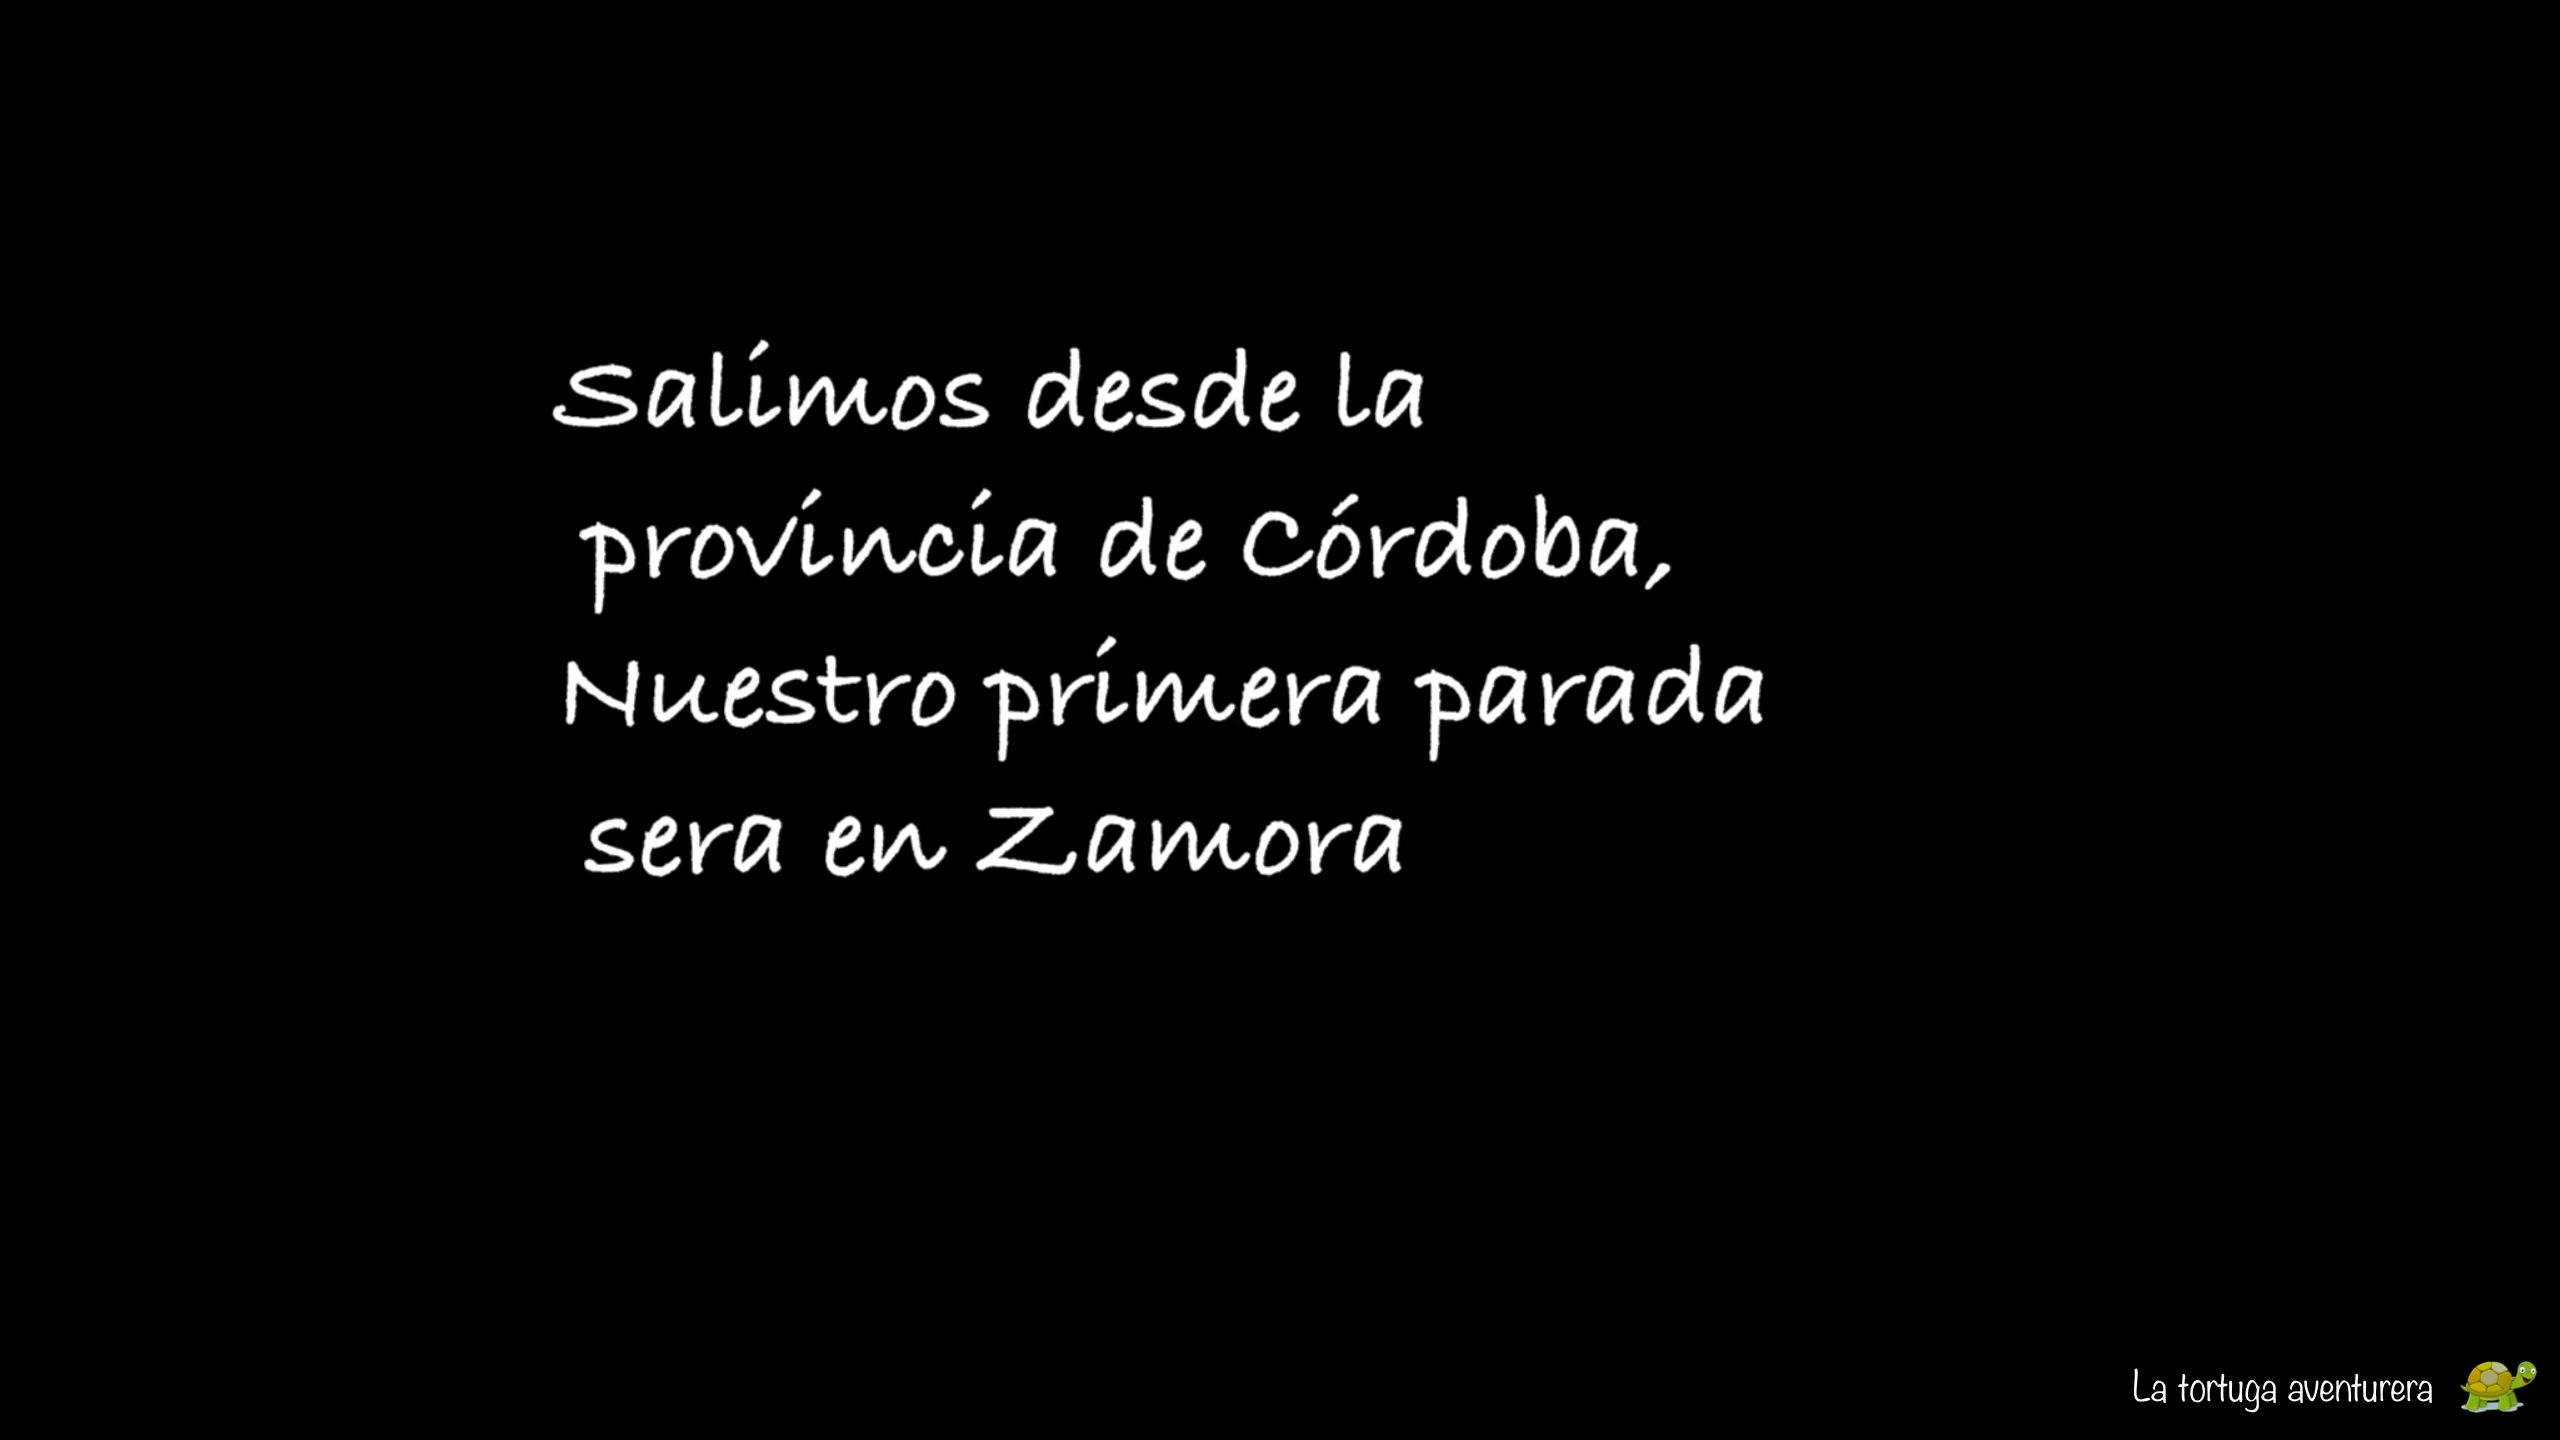 Salimos desde la
provincia de Córdoba,
Nuestro primera parada
sera en Zamora
La tortuga aventurera